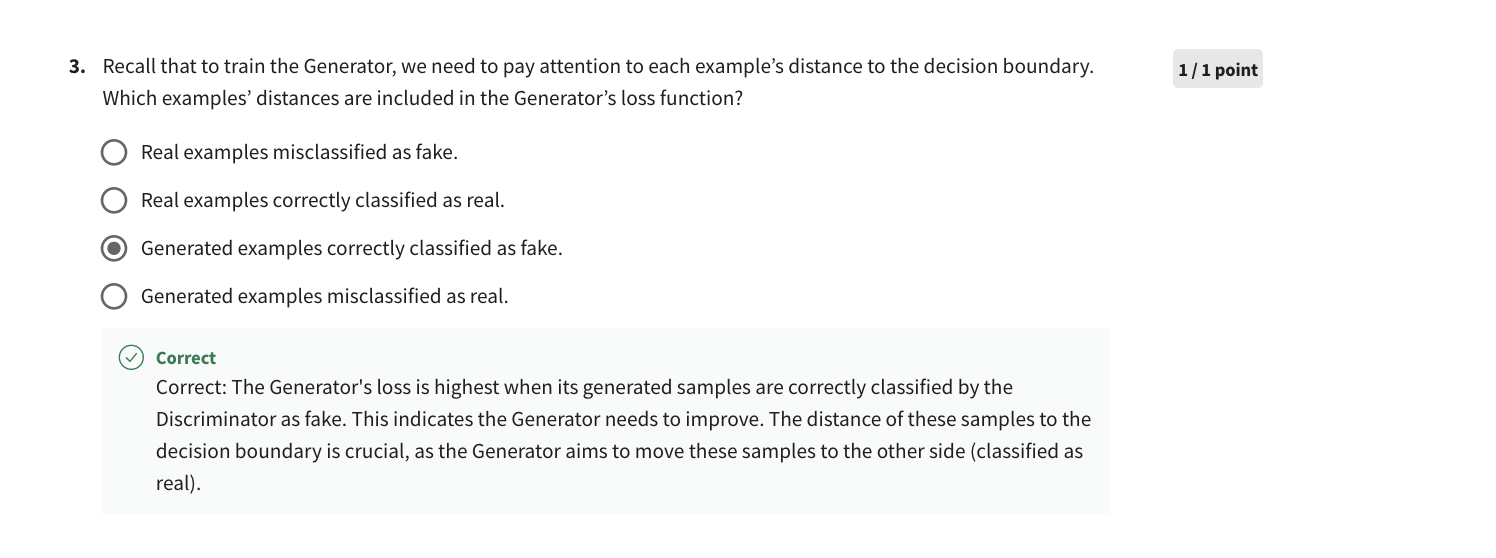 3. Recall that to train the Generator, we need to pay attention to each example’s distance to the decision boundary.
1 / 1 point
Which examples’ distances are included in the Generator’s loss function?
Real examples misclassified as fake.
Real examples correctly classified as real.
Generated examples correctly classified as fake.
Generated examples misclassified as real.
Correct
Correct: The Generator's loss is highest when its generated samples are correctly classified by the
Discriminator as fake. This indicates the Generator needs to improve. The distance of these samples to the
decision boundary is crucial, as the Generator aims to move these samples to the other side (classified as
real).